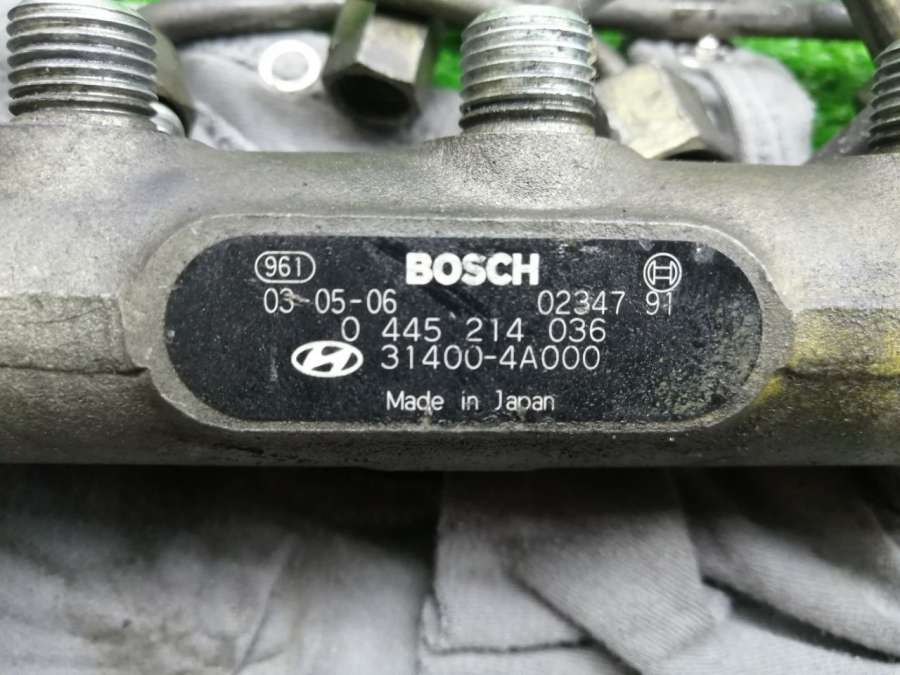 961 BOSCH
03-05-06 02347 91
0 445 214 036
31400-4A000
Made in Japan